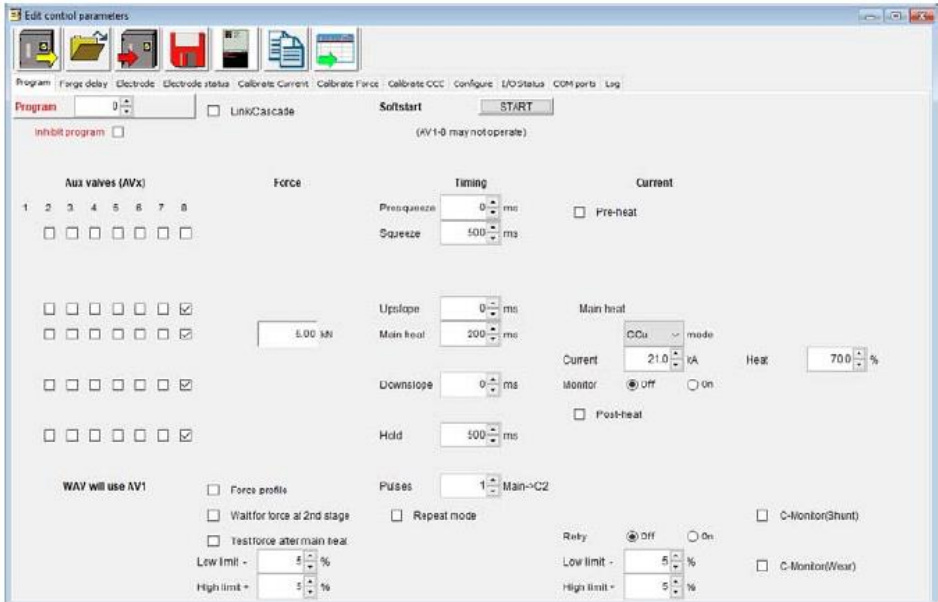 Edit control parameters
Program Forge delay Electrode Electrode status Calibrate Current Calibrate Force Calibrate CCC Configure I/O Status COM ports Log
Program 0 Link/Cascade Softstart START
Inhibit program (AV1-8 may not operate)
Aux valves (AVx) Force Timing Current
1 2 3 4 5 6 7 8 Presqueeze 0 ms Pre-heat
Squeeze 500 ms
Upslope 0 ms Main heat
6.00 kN Main heat 200 ms CCu mode
Current 21.0 kA Heat 70.0 %
Downslope 0 ms Monitor Off On
Post-heat
Hold 500 ms
WAV will use AV1 Force profile Pulses 1 Main->C2
Wait for force at 2nd stage Repeat mode C-Monitor(Shunt)
Test force after main heat Retry Off On
Low limit - 5 % Low limit - 5 % C-Monitor(Wear)
High limit + 5 % High limit + 5 %